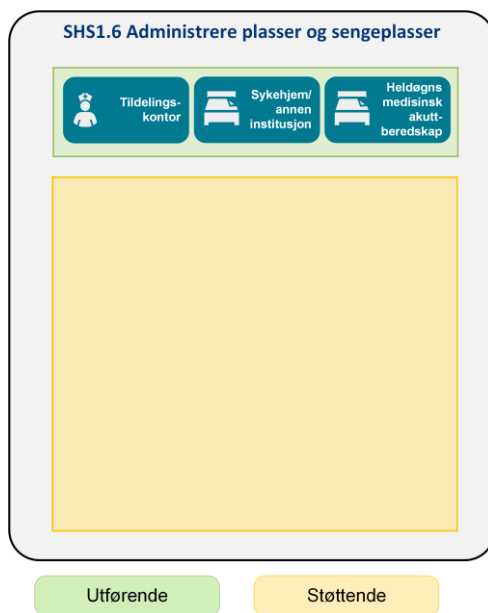 SHS1.6 Administrere plasser og sengeplasser
Tildelings-
kontor
Sykehjem/
annen
institusjon
Heldøgns
medisinsk
akutt-
beredskap
Utførende
Støttende